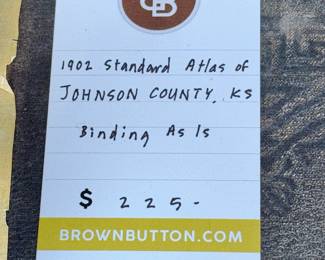 1902 Standard Atlas of
JOHNSON COUNTY, KS
Binding As Is
$ 225-
BROWNBUTTON.COM